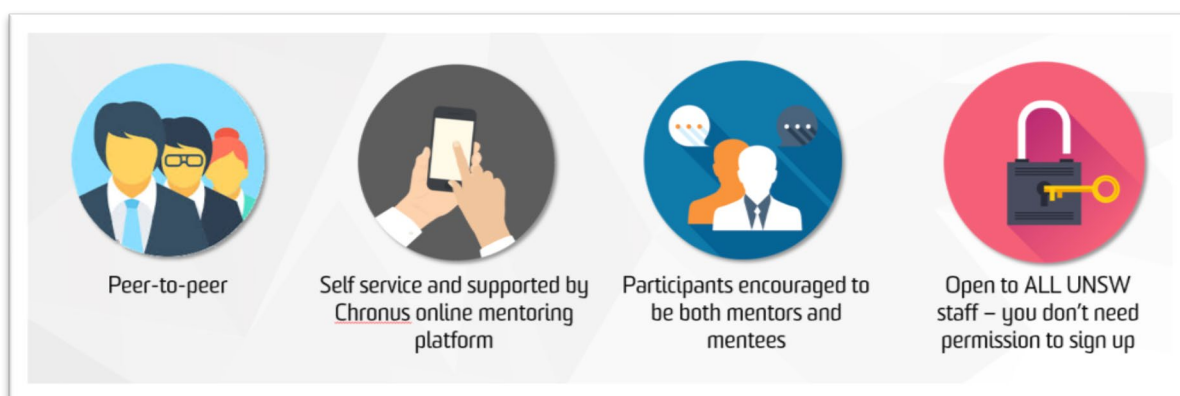 Peer-to-peer
Self service and supported by
Chronus online mentoring
platform
Participants encouraged to
be both mentors and
mentees
Open to ALL UNSW
staff – you don't need
permission to sign up